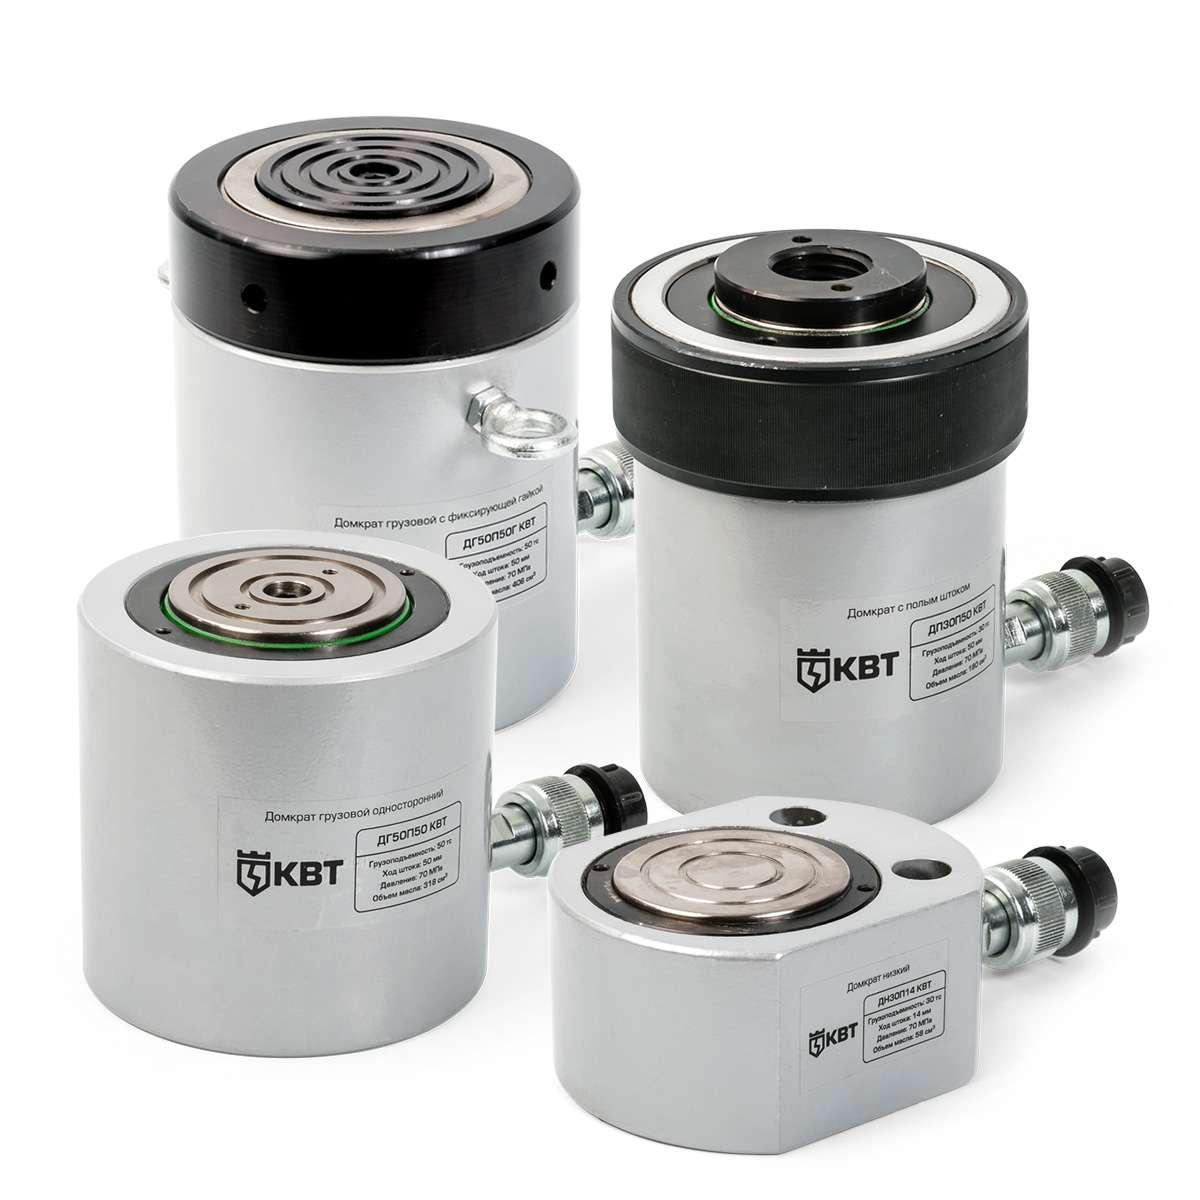 Домкрат грузовой с фиксирующей гайкой
ДГ50П50Г КВТ
Грузоподъемность: 50 тс
Ход штока: 50 мм
Давление: 70 МПа
408 см³
Домкрат с полым штоком
КВТ
ДП30П50 КВТ
Грузоподъемность: 30 тс
Ход штока: 50 мм
Давление: 70 МПа
Объем масла: 180 см³
Домкрат грузовой односторонний
КВТ
ДГ50П50 КВТ
Грузоподъемность: 50 тс
Ход штока: 50 мм
Давление: 70 МПа
Объем масла: 318 см³
Домкрат низкий
КВТ
ДН30П14 КВТ
Грузоподъемность: 30 тс
Ход штока: 14 мм
Давление: 70 МПа
Объем масла: 58 см³